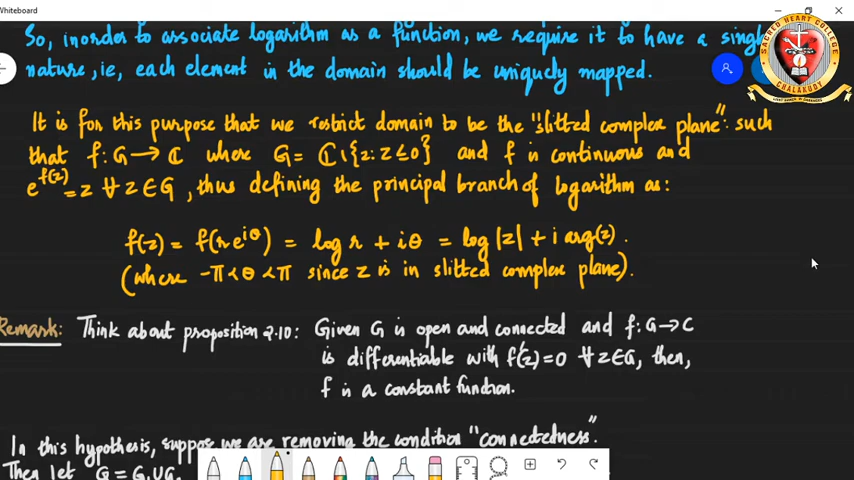 Whiteboard
So, inorder to associate logarithm as a function, we require it to have a singl
nature, ie, each element in the domain should be uniquely mapped.
SACRED HEART COLLEGE
CHALAKUDY
It is for this purpose that we restrict domain to be the "slitted complex plane" such
that f: G → ℂ where G = ℂ \ {z: z ≤ 0} and f is continuous and
e^f(z) = z ∀ z ∈ G, thus defining the principal branch of logarithm as:
f(z) = f(r e^iθ) = log r + iθ = log |z| + i arg(z).
(where -π < θ < π since z is in slitted complex plane).
Remark: Think about proposition 2.10: Given G is open and connected and f: G → C
is differentiable with f'(z) = 0 ∀ z ∈ G, then,
f is a constant function.
In this hypothesis, suppose we are removing the condition "connectedness".
Then let G = G₁ ∪ G₂